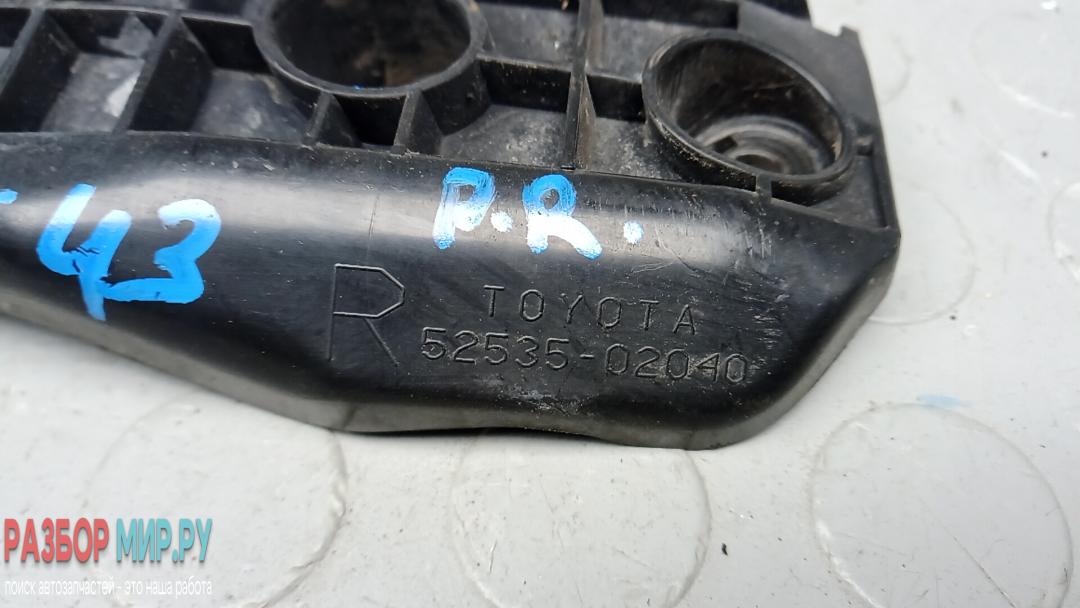 -43 P.R.
R TOYOTA
52535-02040
РАЗБОР МИР.РУ
поиск автозапчастей - это наша работа